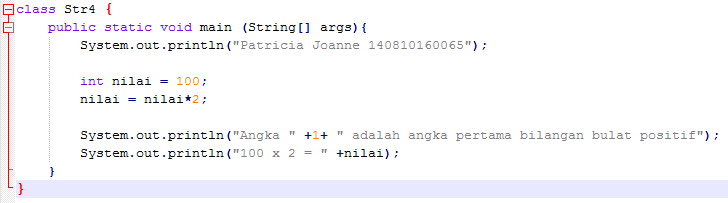 class Str4 {
public static void main (String[] args){
System.out.println("Patricia Joanne 140810160065");
int nilai = 100;
nilai = nilai*2;
System.out.println("Angka " +1+ " adalah angka pertama bilangan bulat positif");
System.out.println("100 x 2 = " +nilai);
}
}